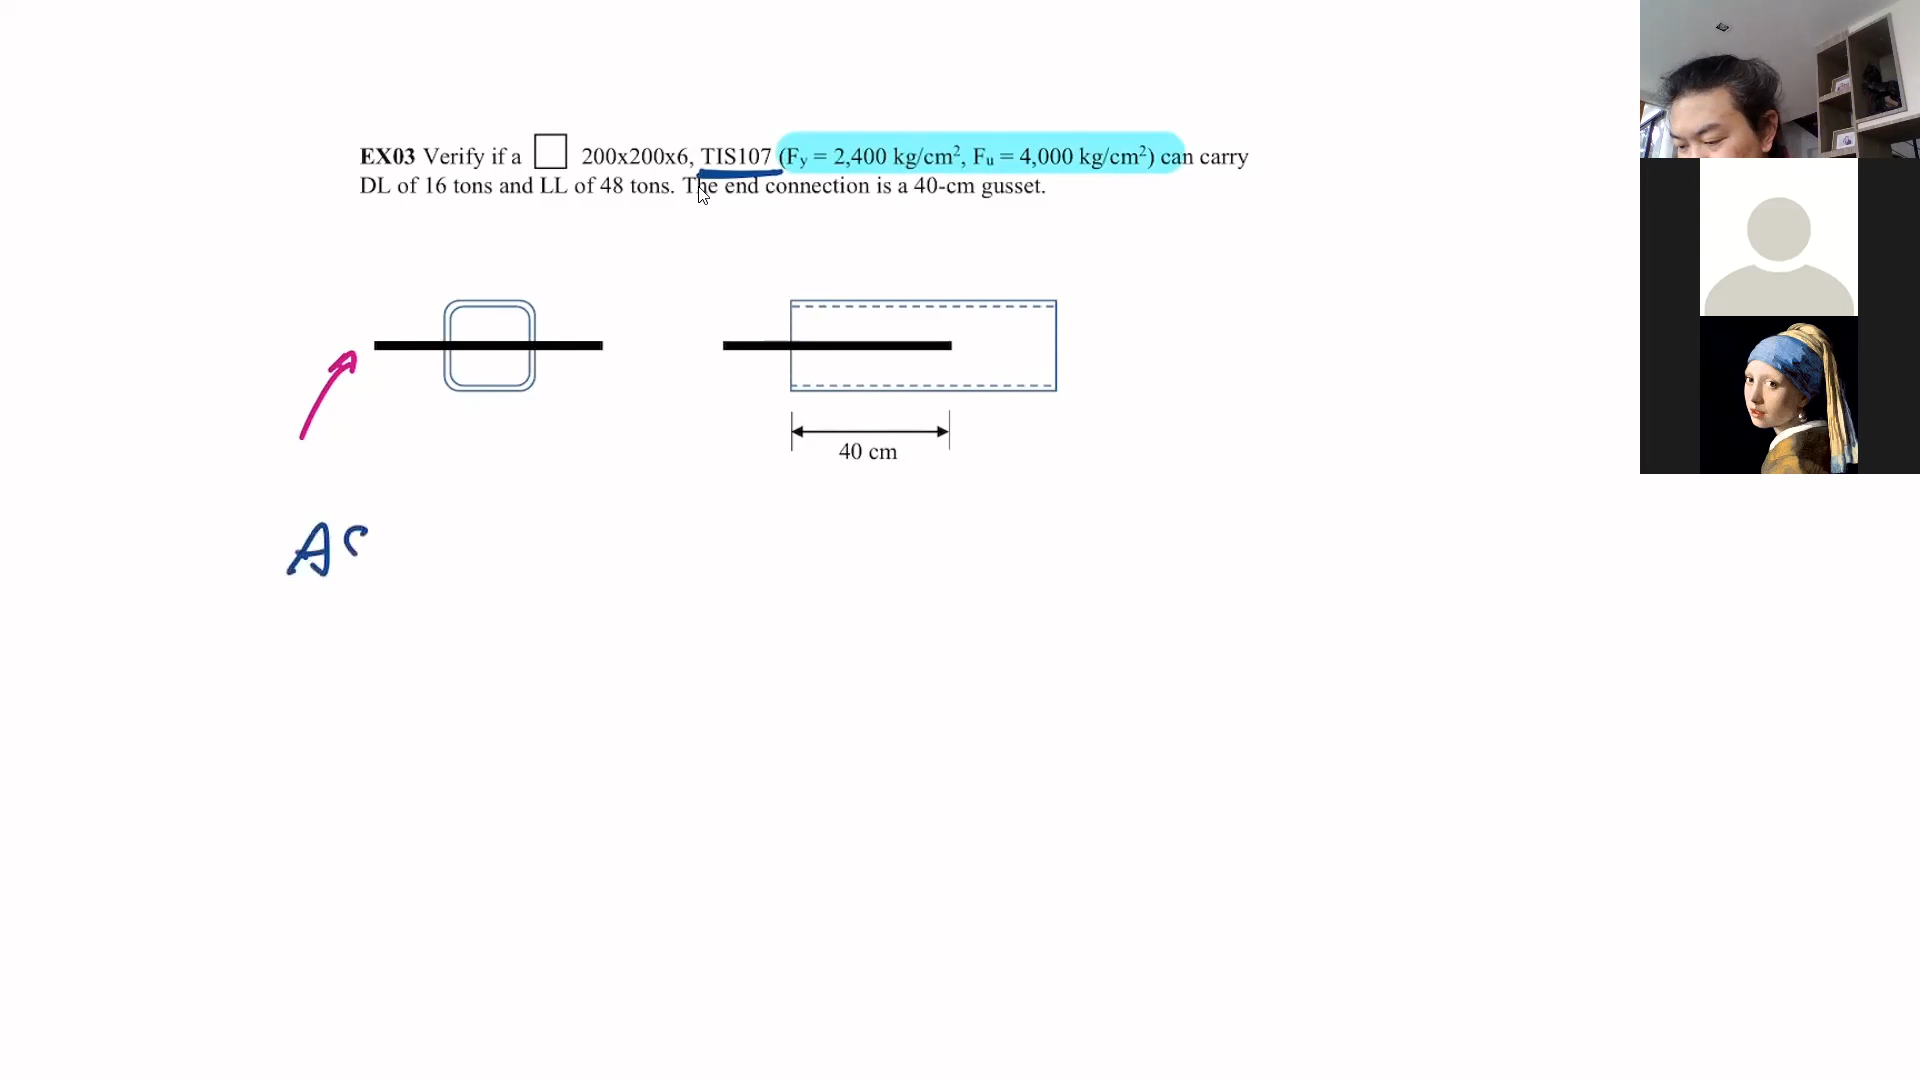 EX03 Verify if a 200x200x6, TIS107 (Fy = 2,400 kg/cm², Fu = 4,000 kg/cm²) can carry
DL of 16 tons and LL of 48 tons. The end connection is a 40-cm gusset.
40 cm
AS